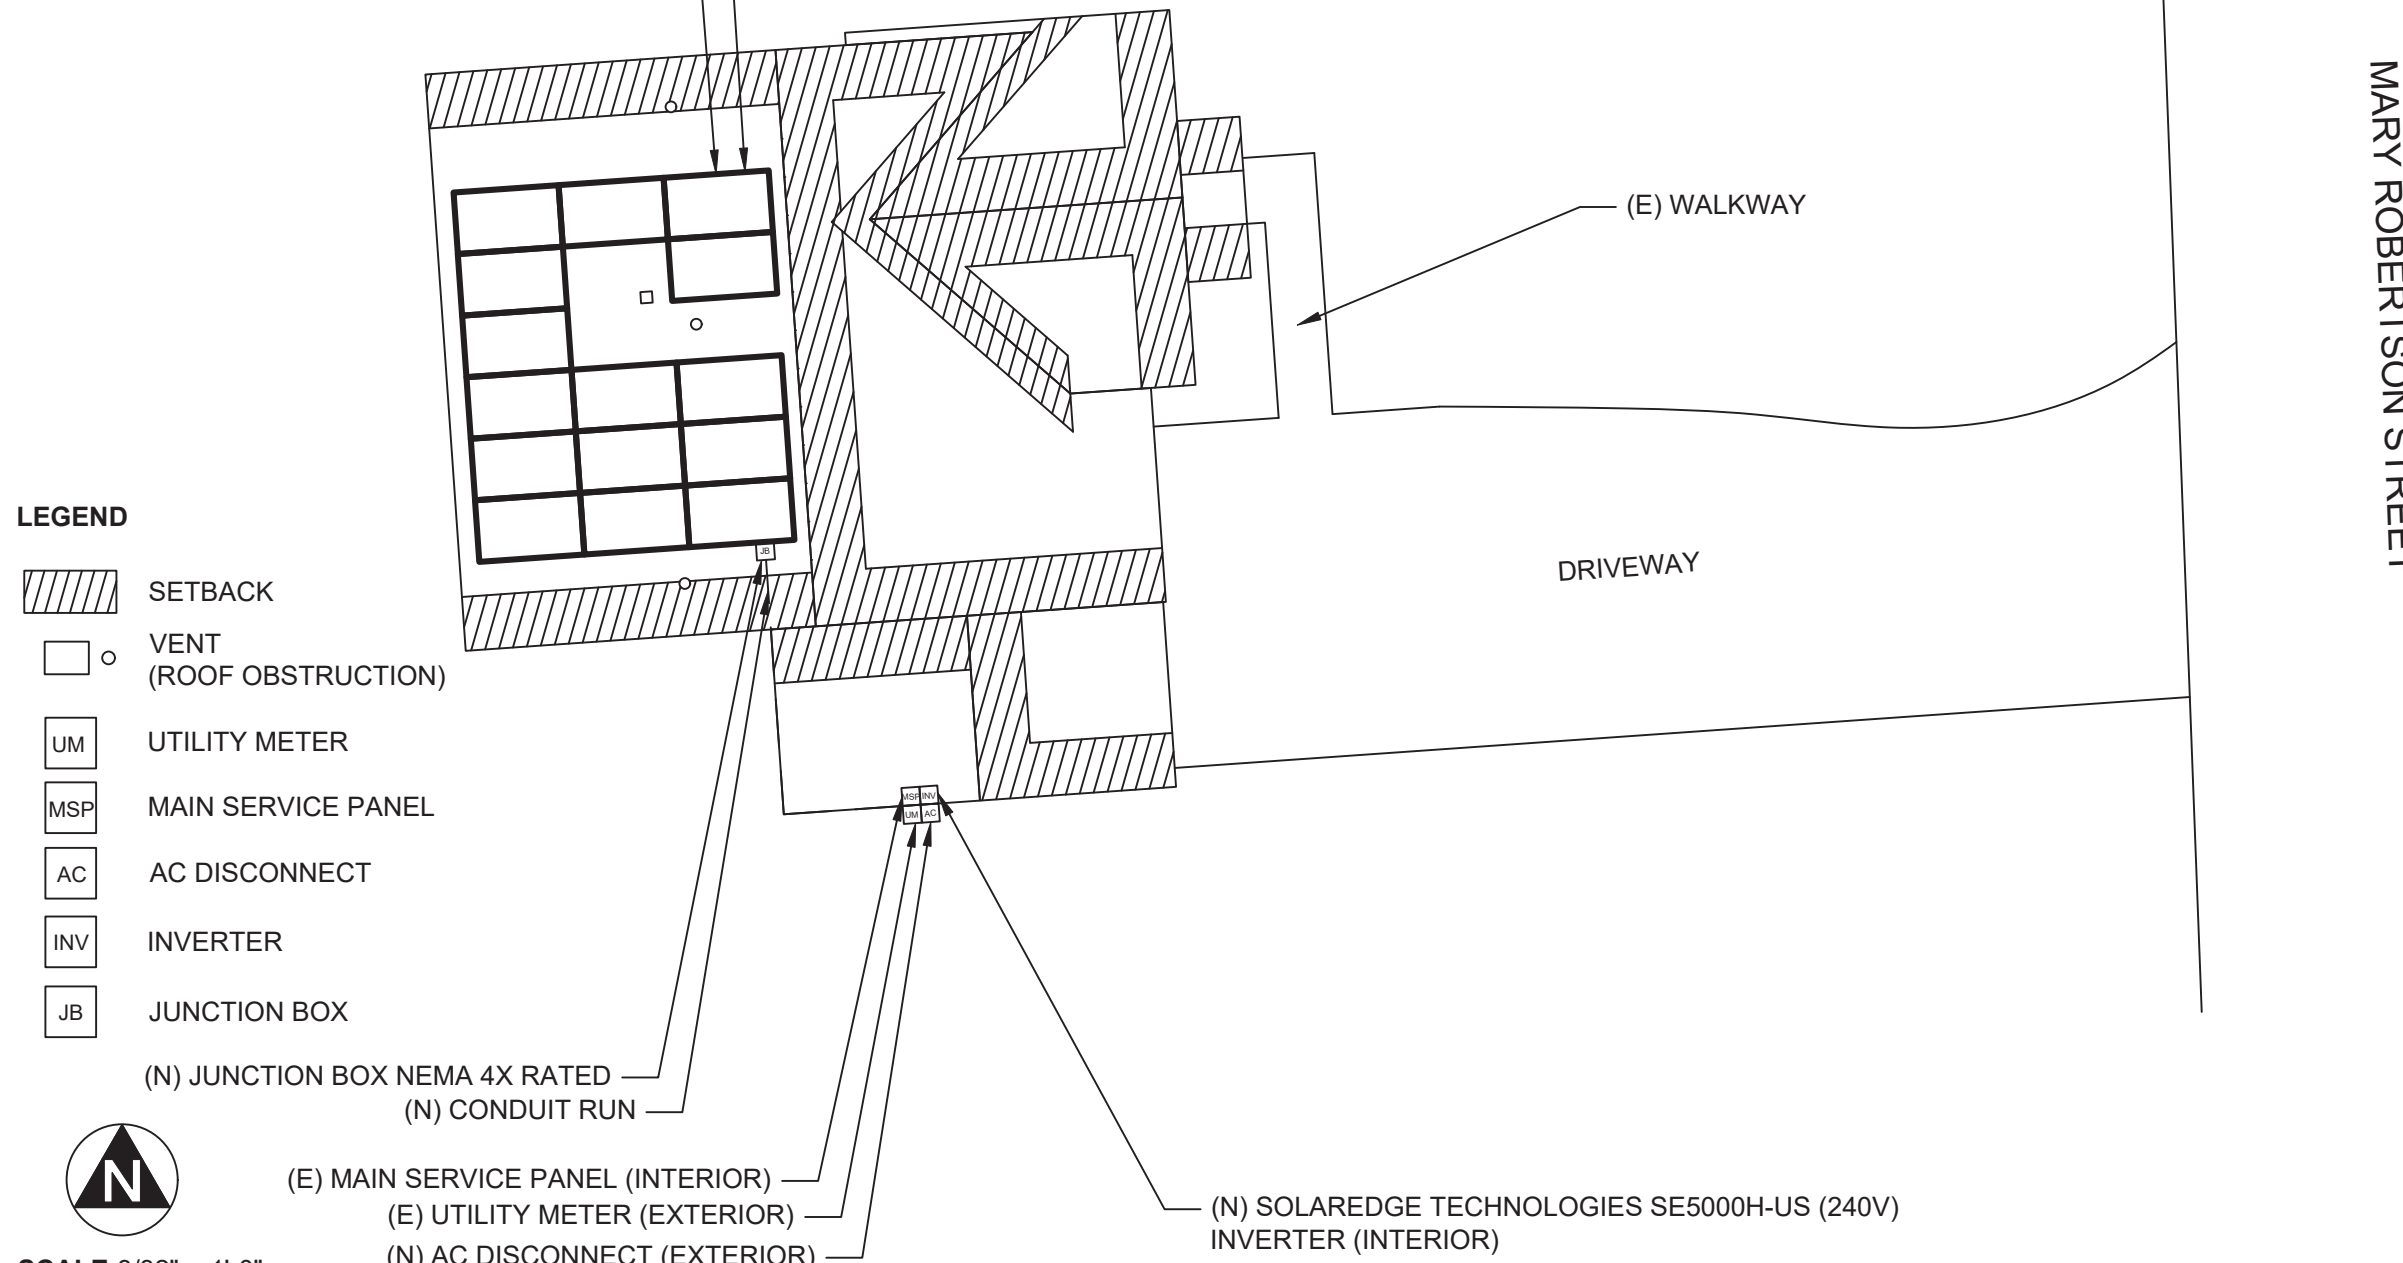 MARY ROBERTSON STREET
(E) WALKWAY
DRIVEWAY
JB
LEGEND
SETBACK
VENT
(ROOF OBSTRUCTION)
UM UTILITY METER
MSP MAIN SERVICE PANEL
AC AC DISCONNECT
INV INVERTER
JB JUNCTION BOX
MSP INV
UM AC
(N) JUNCTION BOX NEMA 4X RATED
(N) CONDUIT RUN
N
(E) MAIN SERVICE PANEL (INTERIOR)
(E) UTILITY METER (EXTERIOR)
(N) AC DISCONNECT (EXTERIOR)
(N) SOLAREDGE TECHNOLOGIES SE5000H-US (240V)
INVERTER (INTERIOR)
SCALE